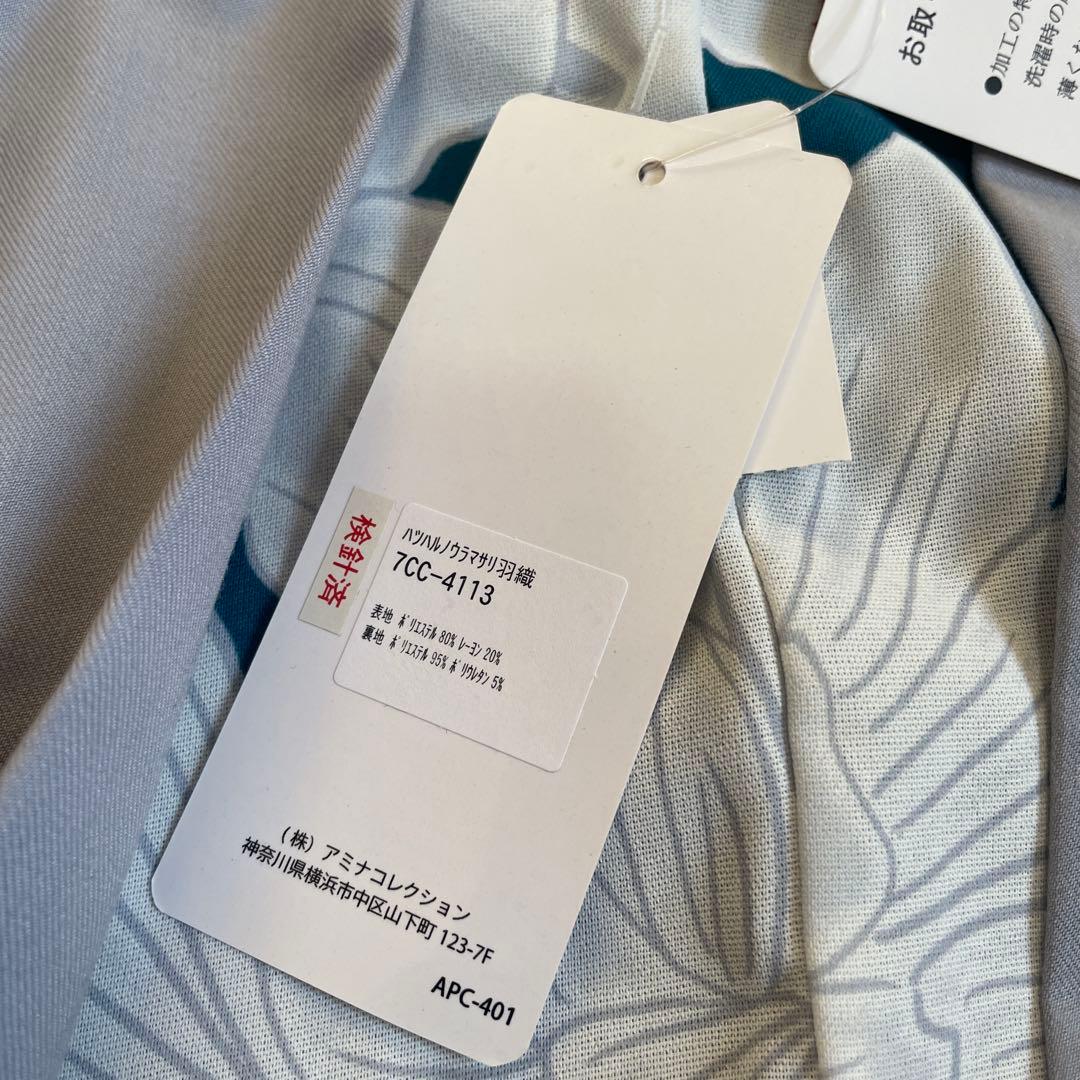 お取
●加工の
洗濯時の
薄くた
検針済
ハツハルノウラマサリ羽織
7CC-4113
表地 ポリエステル 80% レーヨン 20%
裏地 ポリエステル 95% ポリウレタン 5%
(株) アミナコレクション
神奈川県横浜市中区山下町 123-7F
APC-401